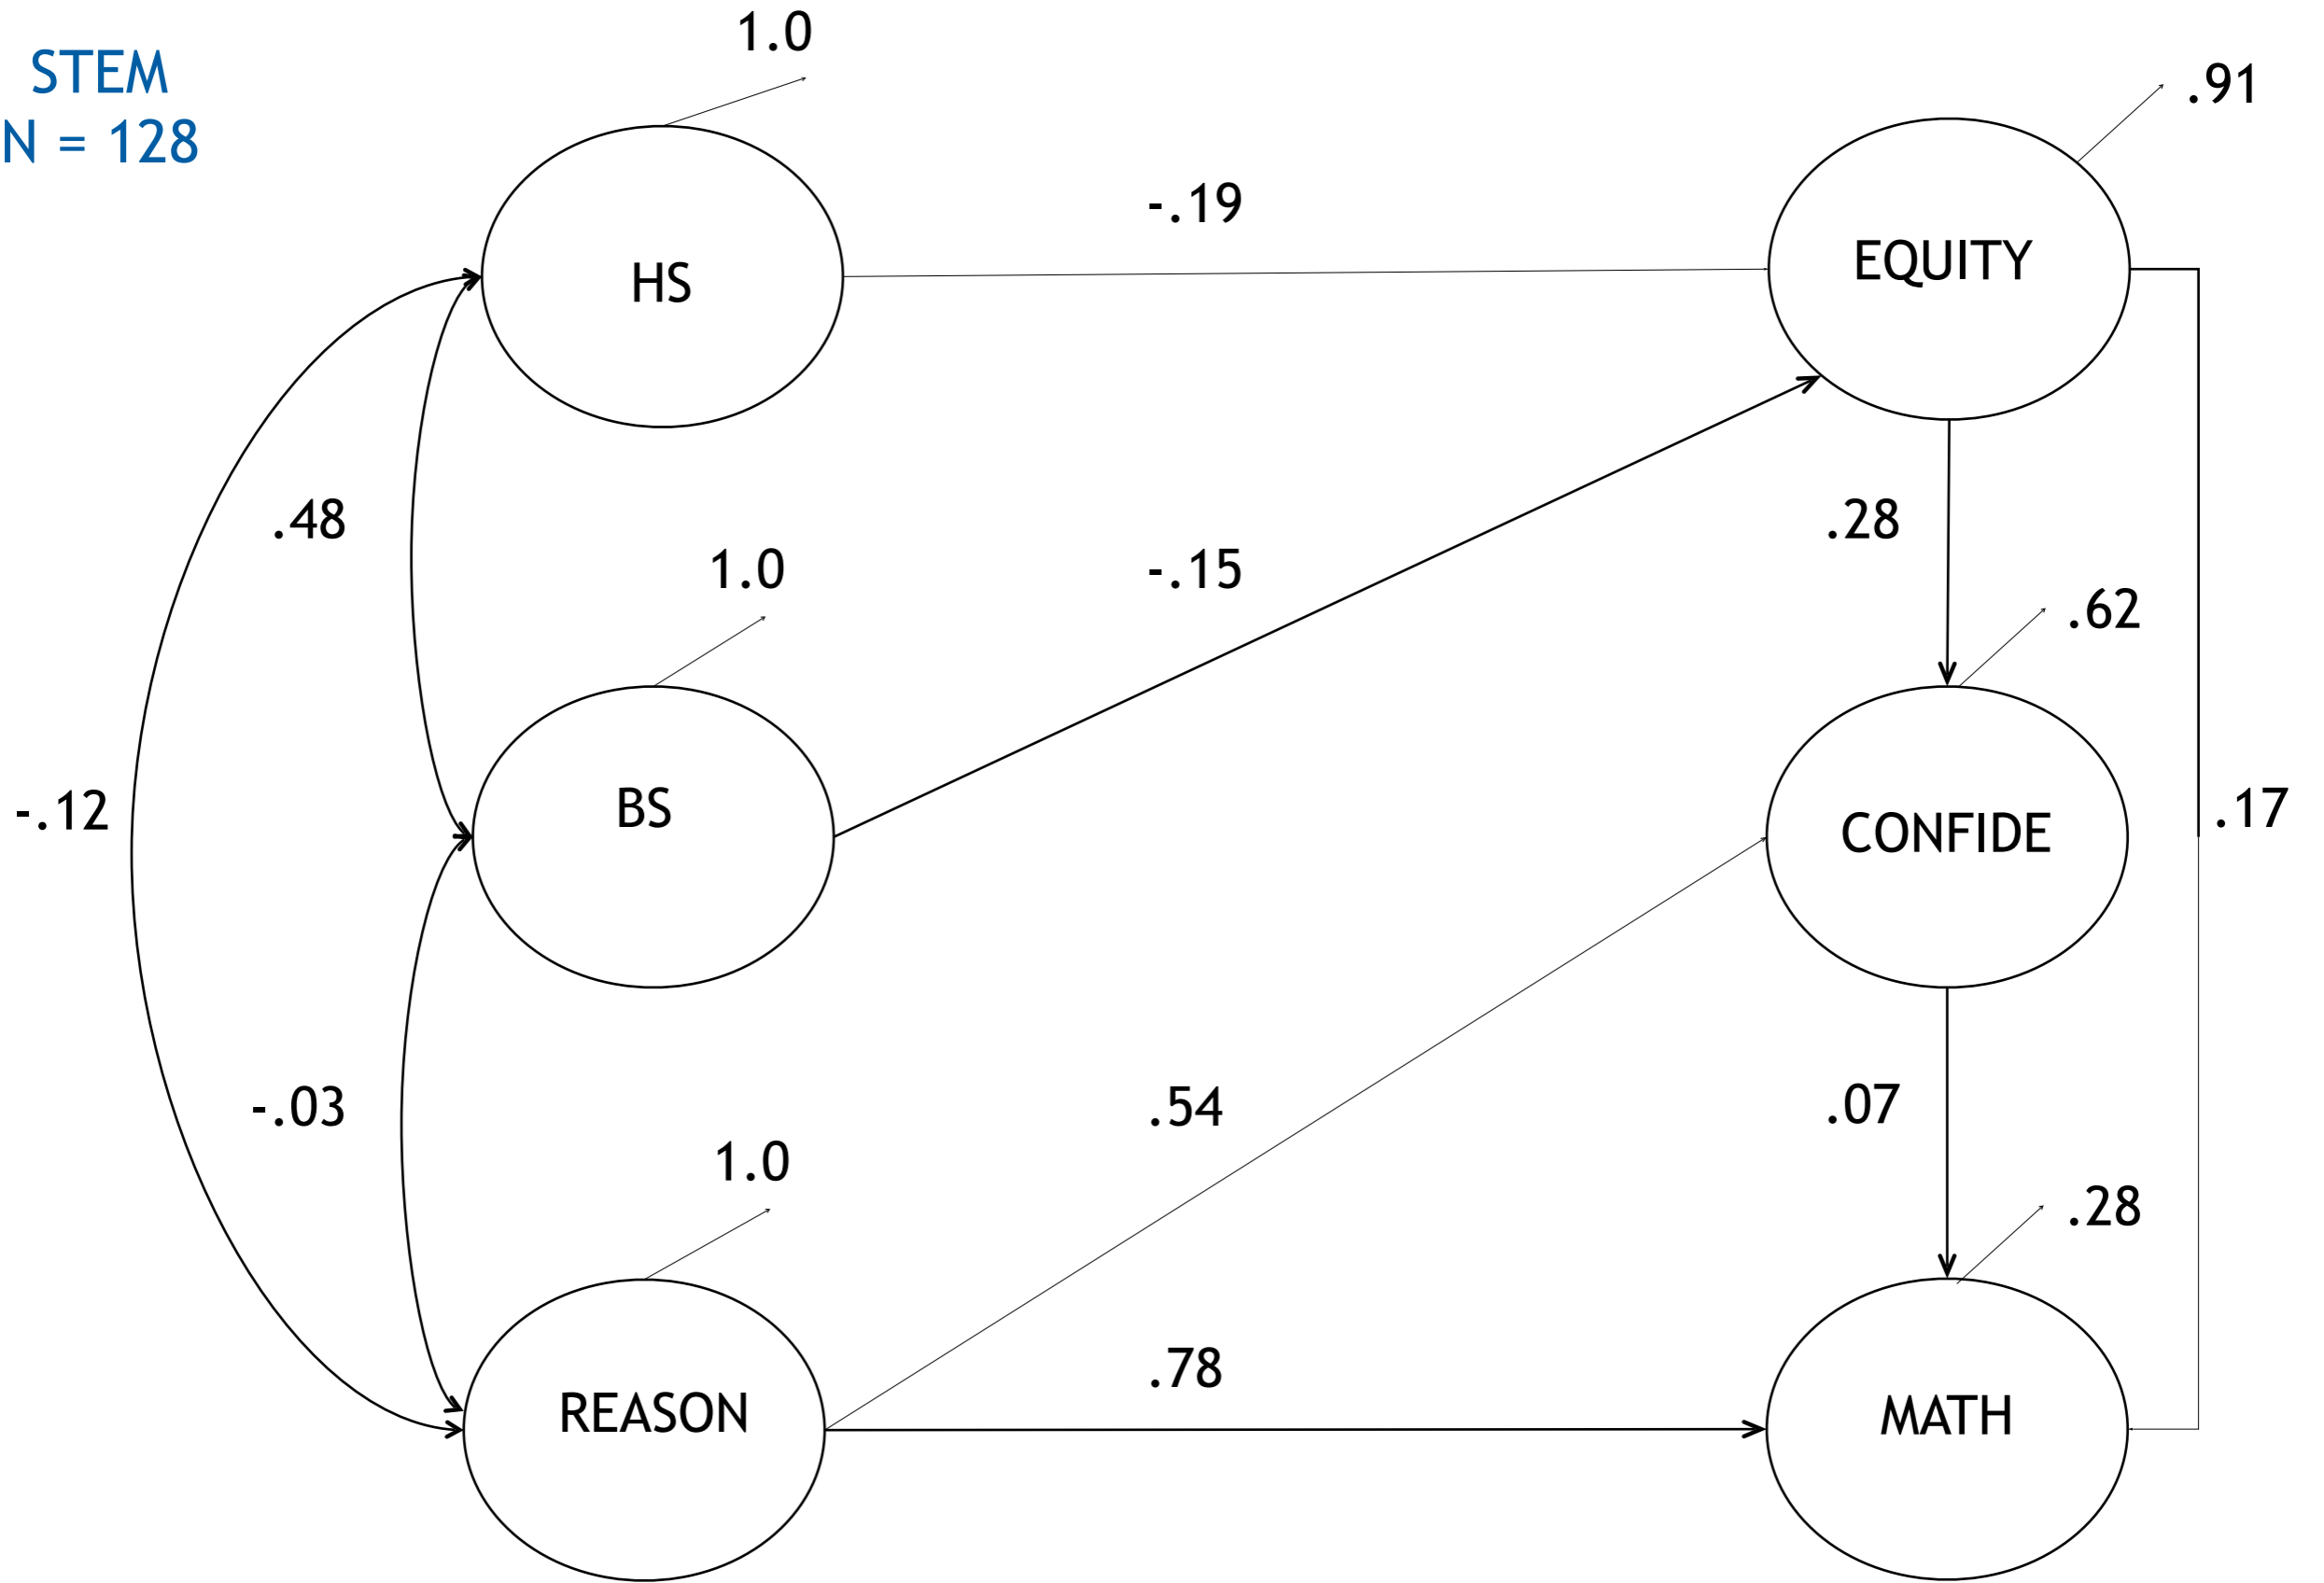 1.0
STEM
N = 128
.91
-.19
EQUITY
HS
.48
.28
-.15
1.0
.62
-.12
BS
CONFIDE
.17
-.03
.54
.07
1.0
.28
.78
REASON
MATH